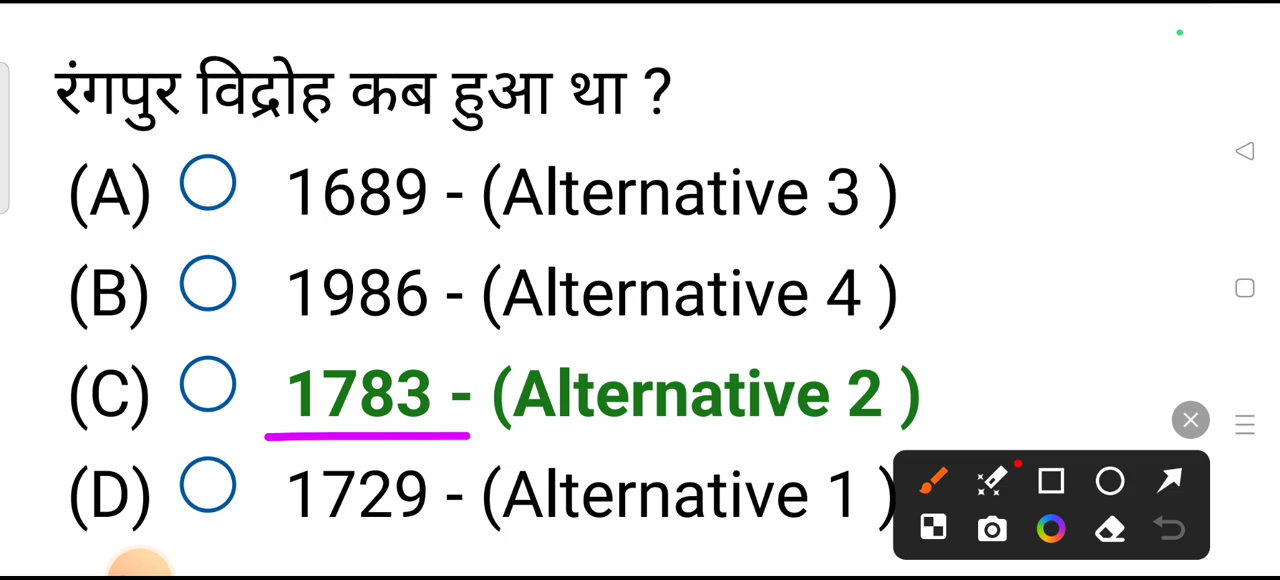 रंगपुर विद्रोह कब हुआ था ?
(A) 1689 - (Alternative 3 )
(B) 1986 - (Alternative 4 )
(C) 1783 - (Alternative 2 )
(D) 1729 - (Alternative 1 )